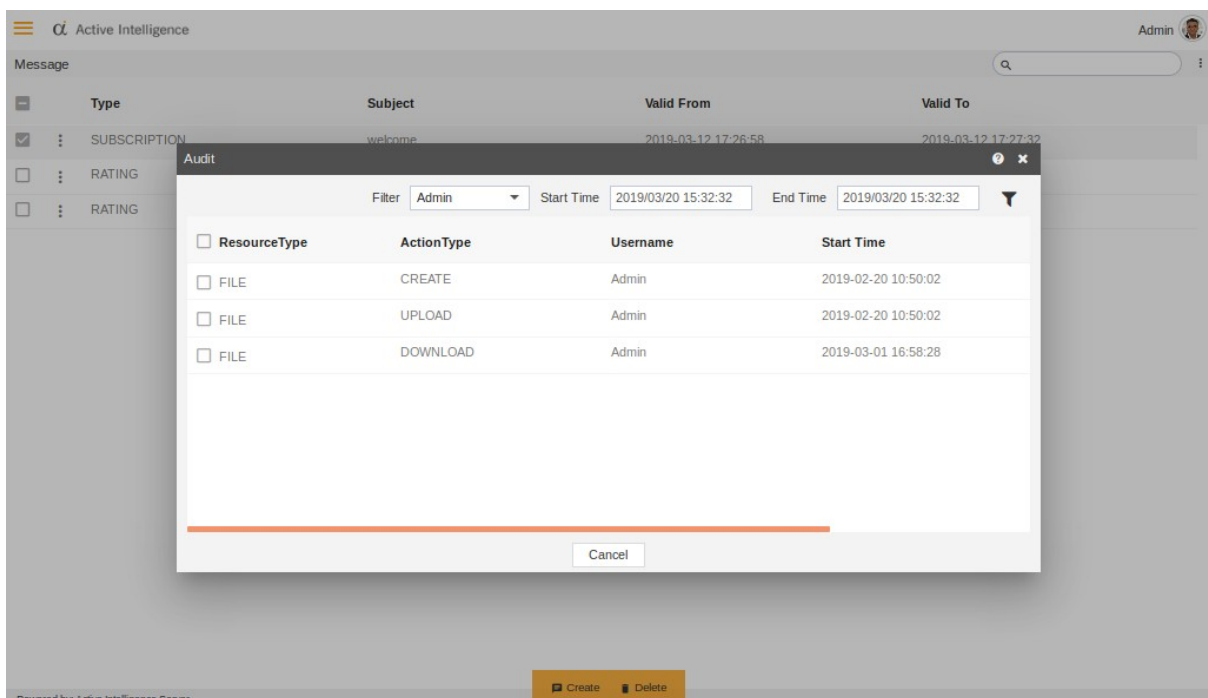 Active Intelligence
Admin
Message
Type Subject Valid From Valid To
SUBSCRIPTION welcome 2019-03-12 17:26:58 2019-03-12 17:27:32
RATING
RATING
Audit
Filter Admin Start Time 2019/03/20 15:32:32 End Time 2019/03/20 15:32:32
ResourceType ActionType Username Start Time
FILE CREATE Admin 2019-02-20 10:50:02
FILE UPLOAD Admin 2019-02-20 10:50:02
FILE DOWNLOAD Admin 2019-03-01 16:58:28
Cancel
Create Delete